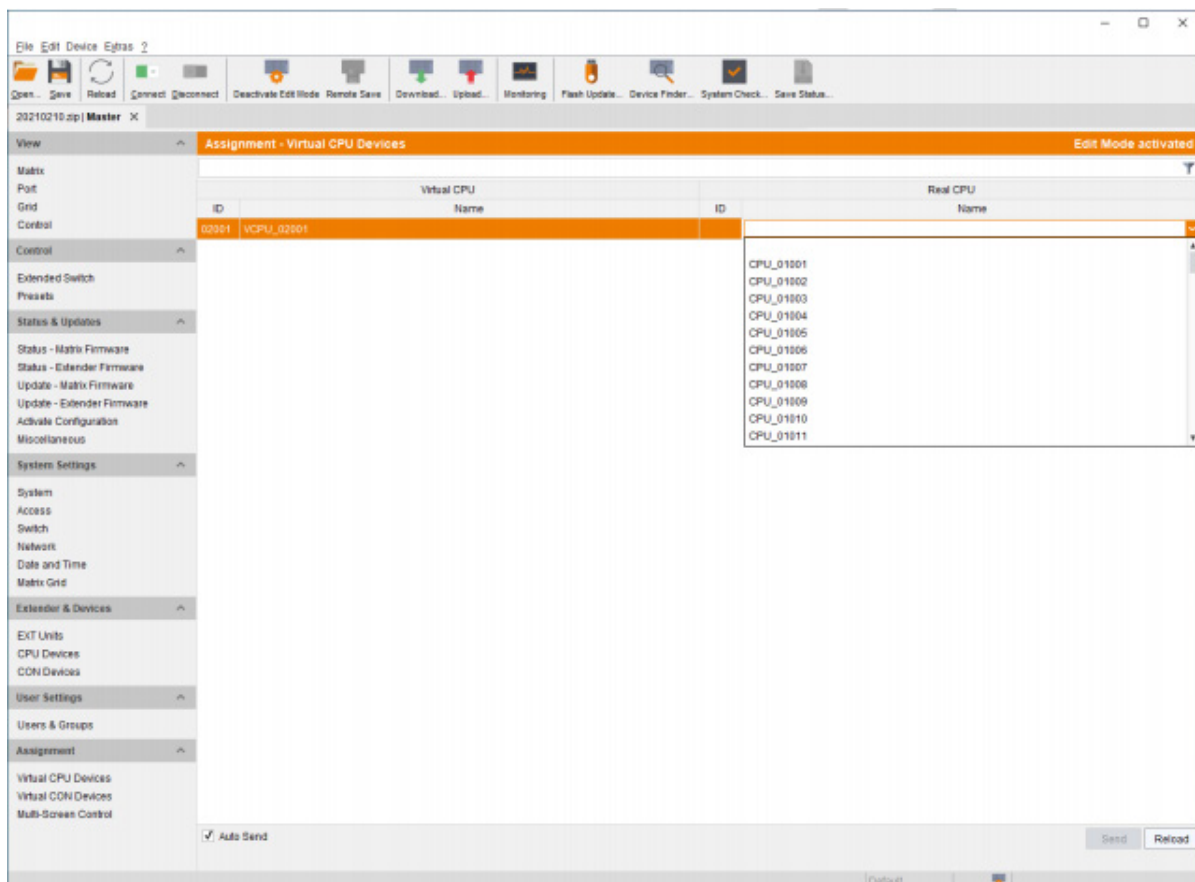 File Edit Device Extras ?
Open... Save Reload Connect Disconnect Deactivate Edit Mode Remote Save Download... Upload... Monitoring Flash Update... Device Finder... System Check... Save Status...
20210210.zip | Master X
View
Matrix
Port
Grid
Control
Control
Extended Switch
Presets
Status & Updates
Status - Matrix Firmware
Status - Extender Firmware
Update - Matrix Firmware
Update - Extender Firmware
Activate Configuration
Miscellaneous
System Settings
System
Access
Switch
Network
Date and Time
Matrix Grid
Extender & Devices
EXT Units
CPU Devices
CON Devices
User Settings
Users & Groups
Assignment
Virtual CPU Devices
Virtual CON Devices
Multi-Screen Control
Assignment - Virtual CPU Devices Edit Mode activated
Virtual CPU Real CPU
ID Name ID Name
02001 VCPU_02001
CPU_01001
CPU_01002
CPU_01003
CPU_01004
CPU_01005
CPU_01006
CPU_01007
CPU_01008
CPU_01009
CPU_01010
CPU_01011
Auto Send Send Reload
Default